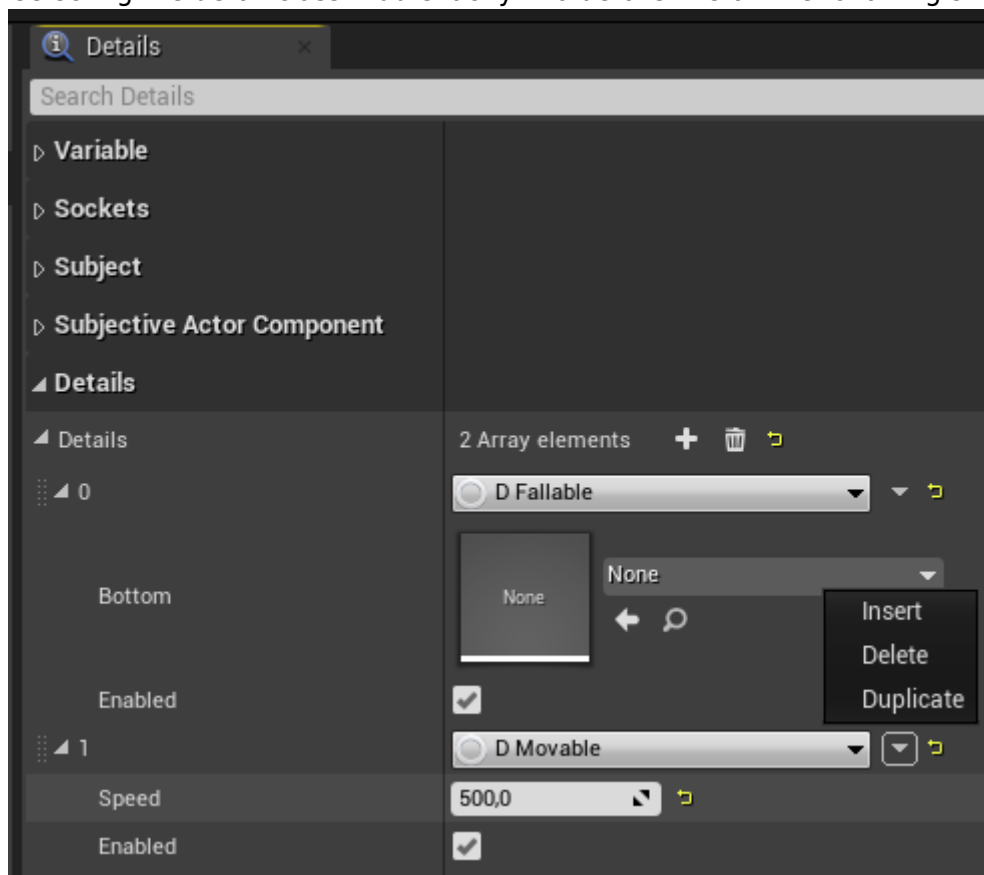 Details
Search Details
Variable
Sockets
Subject
Subjective Actor Component
Details
Details 2 Array elements
0 D Fallable
Bottom None None
Insert
Delete
Enabled Duplicate
1 D Movable
Speed 500,0
Enabled